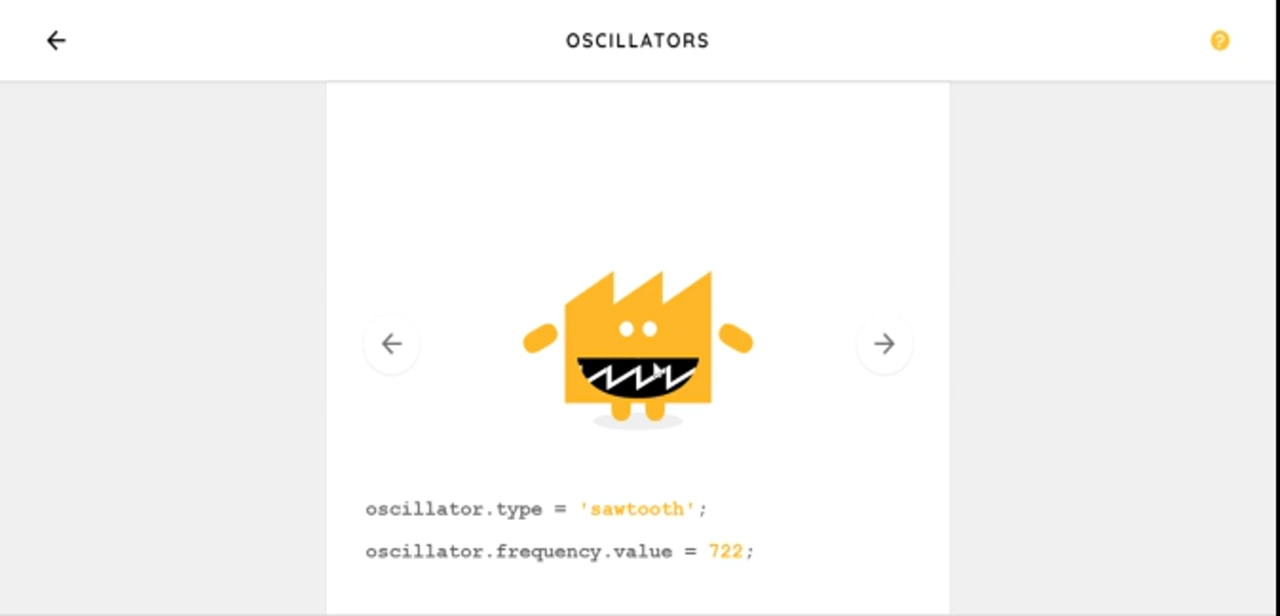 OSCILLATORS
?
oscillator.type = 'sawtooth';
oscillator.frequency.value = 722;